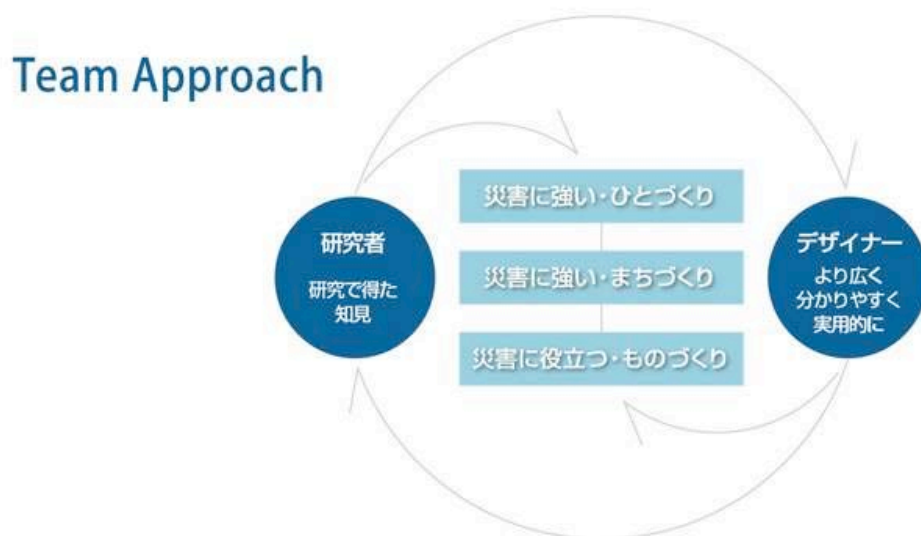 Team Approach
災害に強い・ひとづくり
研究者
研究で得た
知見
災害に強い・まちづくり
デザイナー
より広く
分かりやすく
実用的に
災害に役立つ・ものづくり